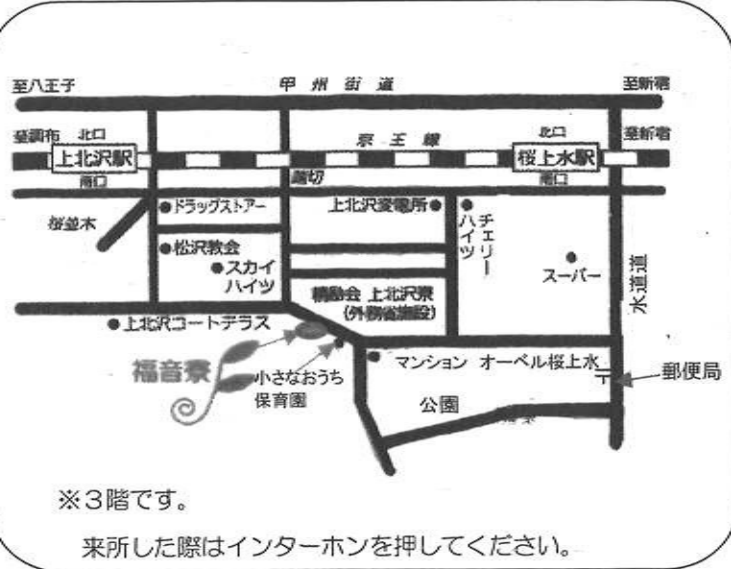 至八王子
甲州街道
至新宿
至調布
北口
上北沢駅
南口
京王線
北口
桜上水駅
南口
至新宿
踏切
桜並木
ドラッグストアー
上北沢変電所
チェリー
ハイツ
松沢教会
スカイ
ハイツ
スーパー
水道道
精励会 上北沢寮
(外務省施設)
上北沢コートテラス
福音寮
小さなおうち
保育園
マンション オーベル桜上水
〒
郵便局
公園
※3階です。
来所した際はインターホンを押してください。